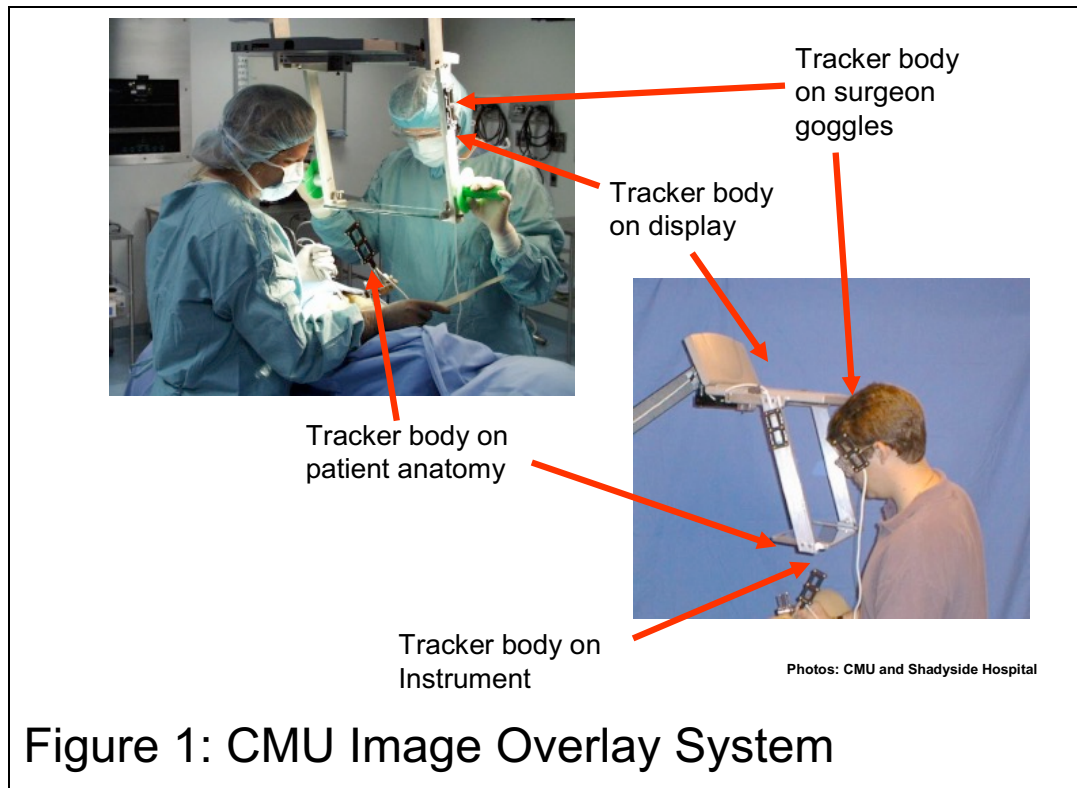 Tracker body
on surgeon
goggles
Tracker body
on display
Tracker body on
patient anatomy
Tracker body on
Instrument
Photos: CMU and Shadyside Hospital
Figure 1: CMU Image Overlay System